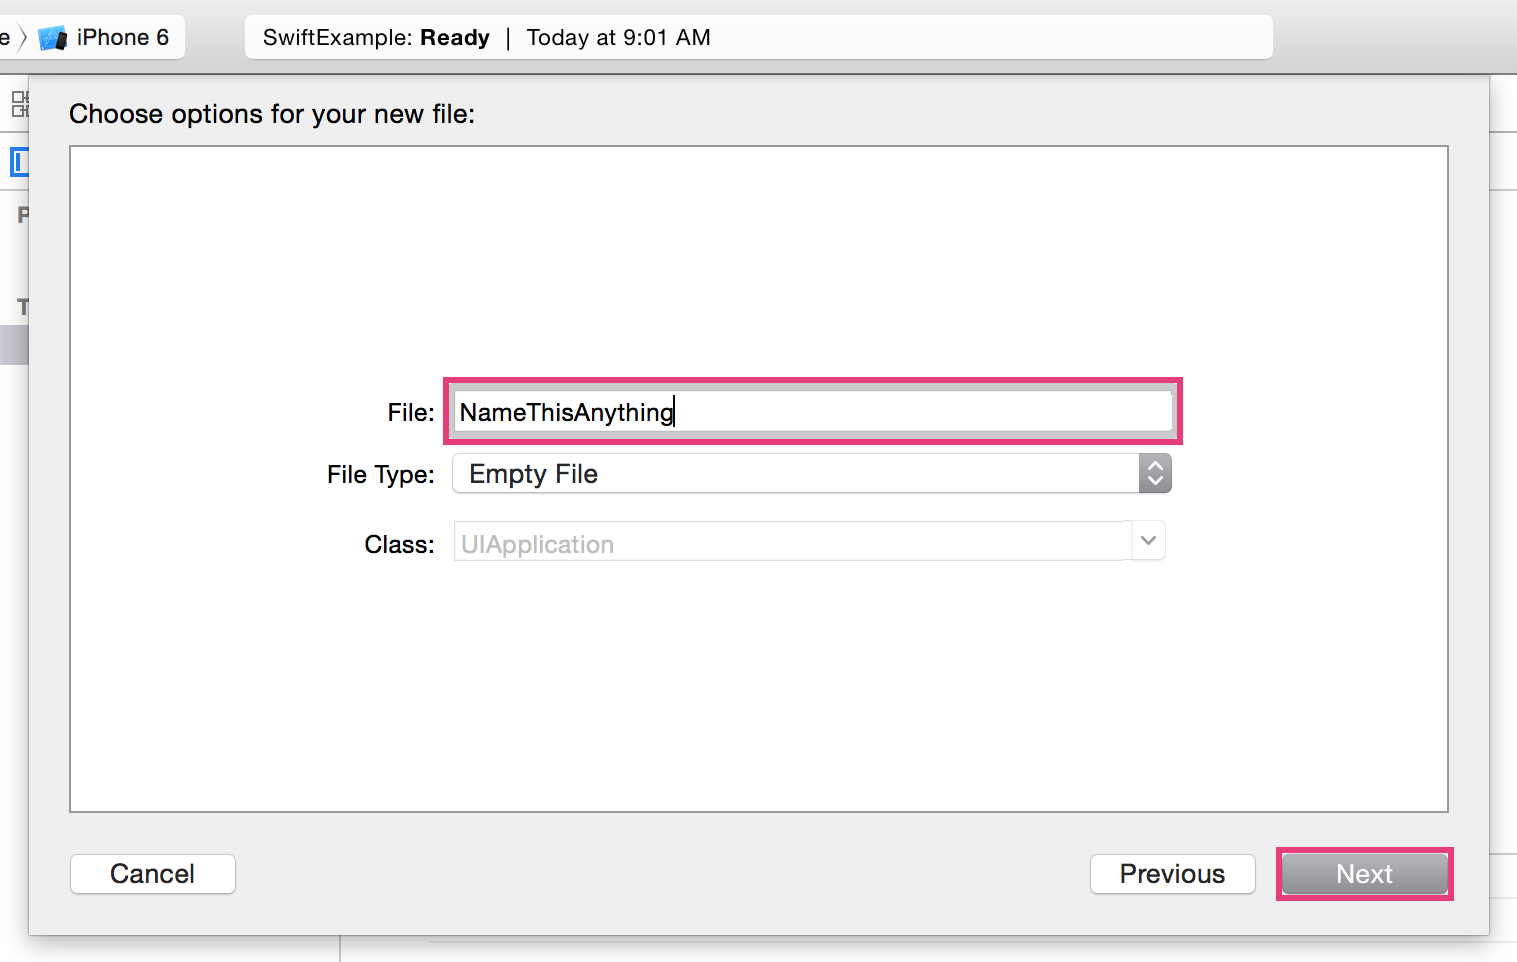 e iPhone 6
SwiftExample: Ready | Today at 9:01 AM
Choose options for your new file:
P
T
File: NameThisAnything
File Type: Empty File
Class: UIApplication
Cancel
Previous
Next